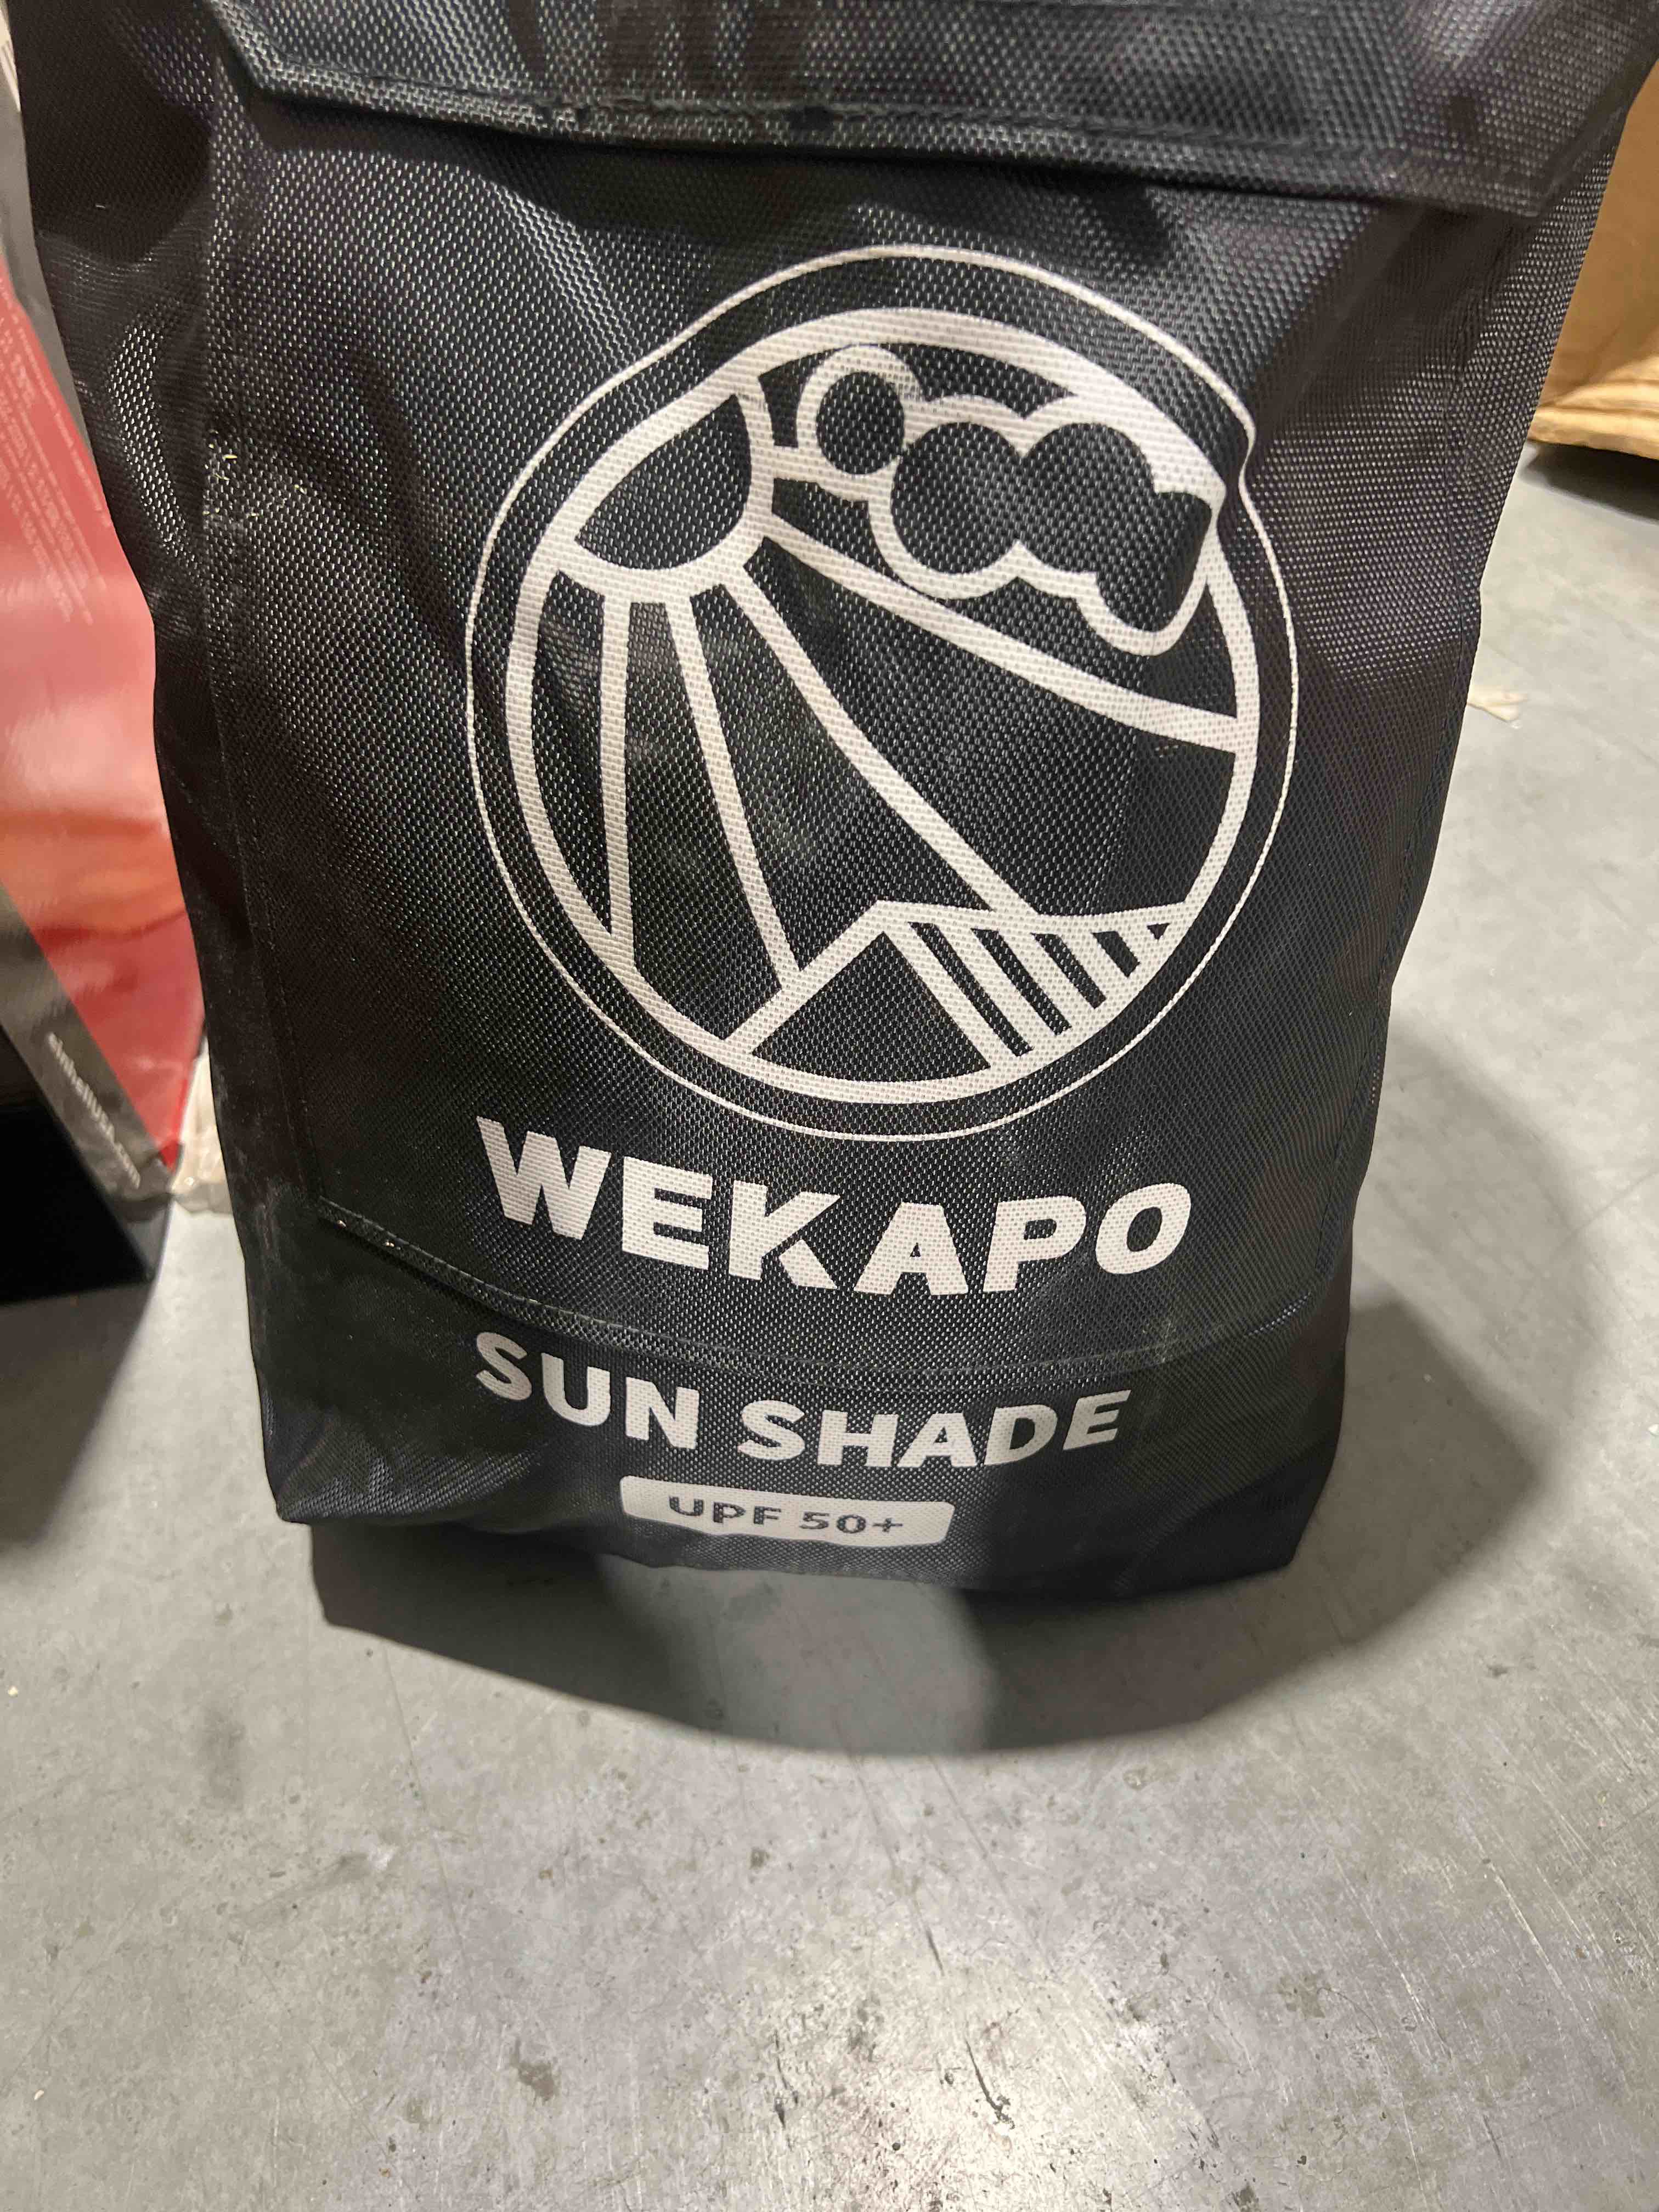 WEKAPO
SUN SHADE
UPF 50+